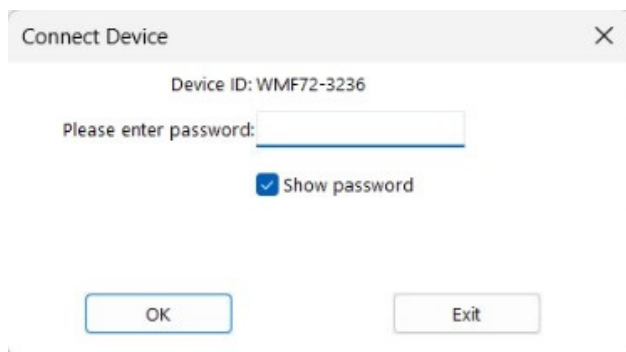 Connect Device
Device ID: WMF72-3236
Please enter password:
Show password
OK Exit